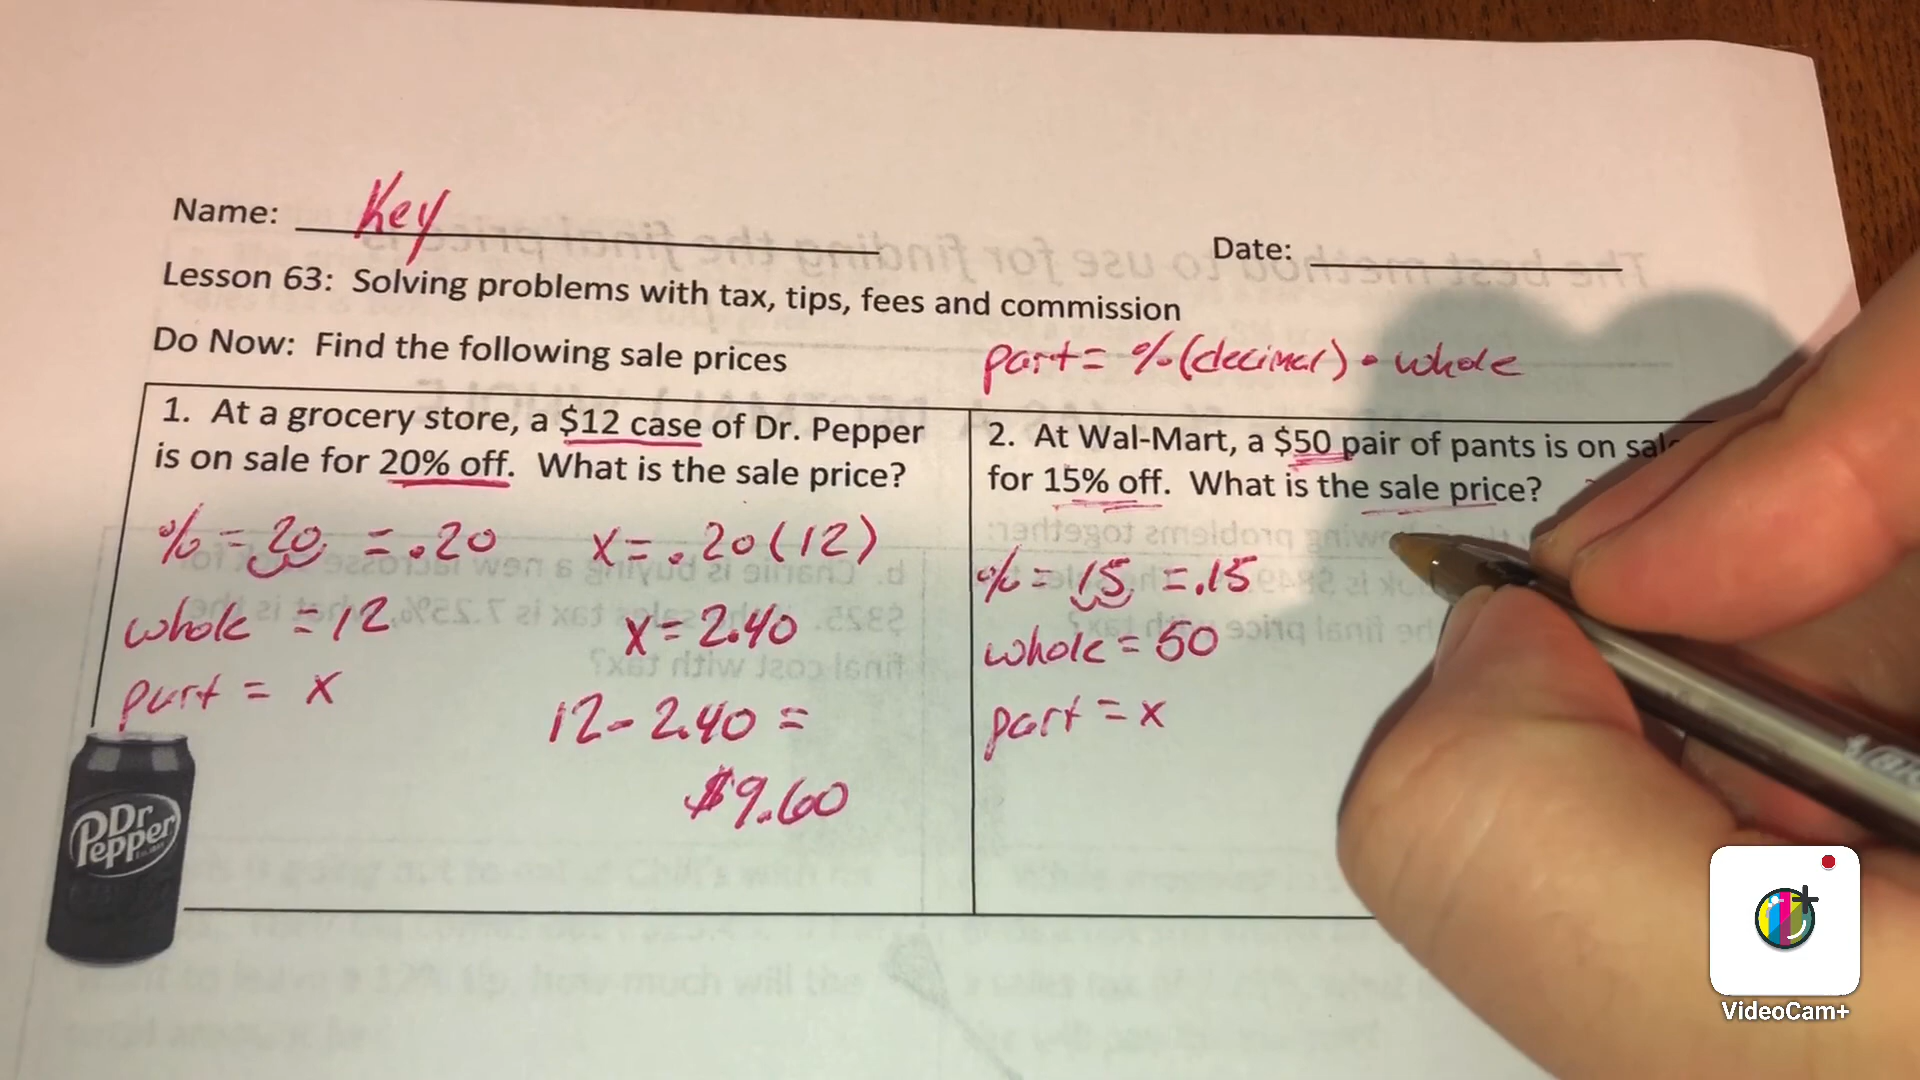 Name: Key
Date:
Lesson 63: Solving problems with tax, tips, fees and commission
Do Now: Find the following sale prices
part = % (decimal) • whole
1. At a grocery store, a $12 case of Dr. Pepper
is on sale for 20% off. What is the sale price?
% = 20 = .20
whole = 12
part = x
x = .20(12)
x = 2.40
12 - 2.40 =
$9.60
Dr
Pepper
2. At Wal-Mart, a $50 pair of pants is on sale
for 15% off. What is the sale price?
% = 15 = .15
whole = 50
part = x
VideoCam+